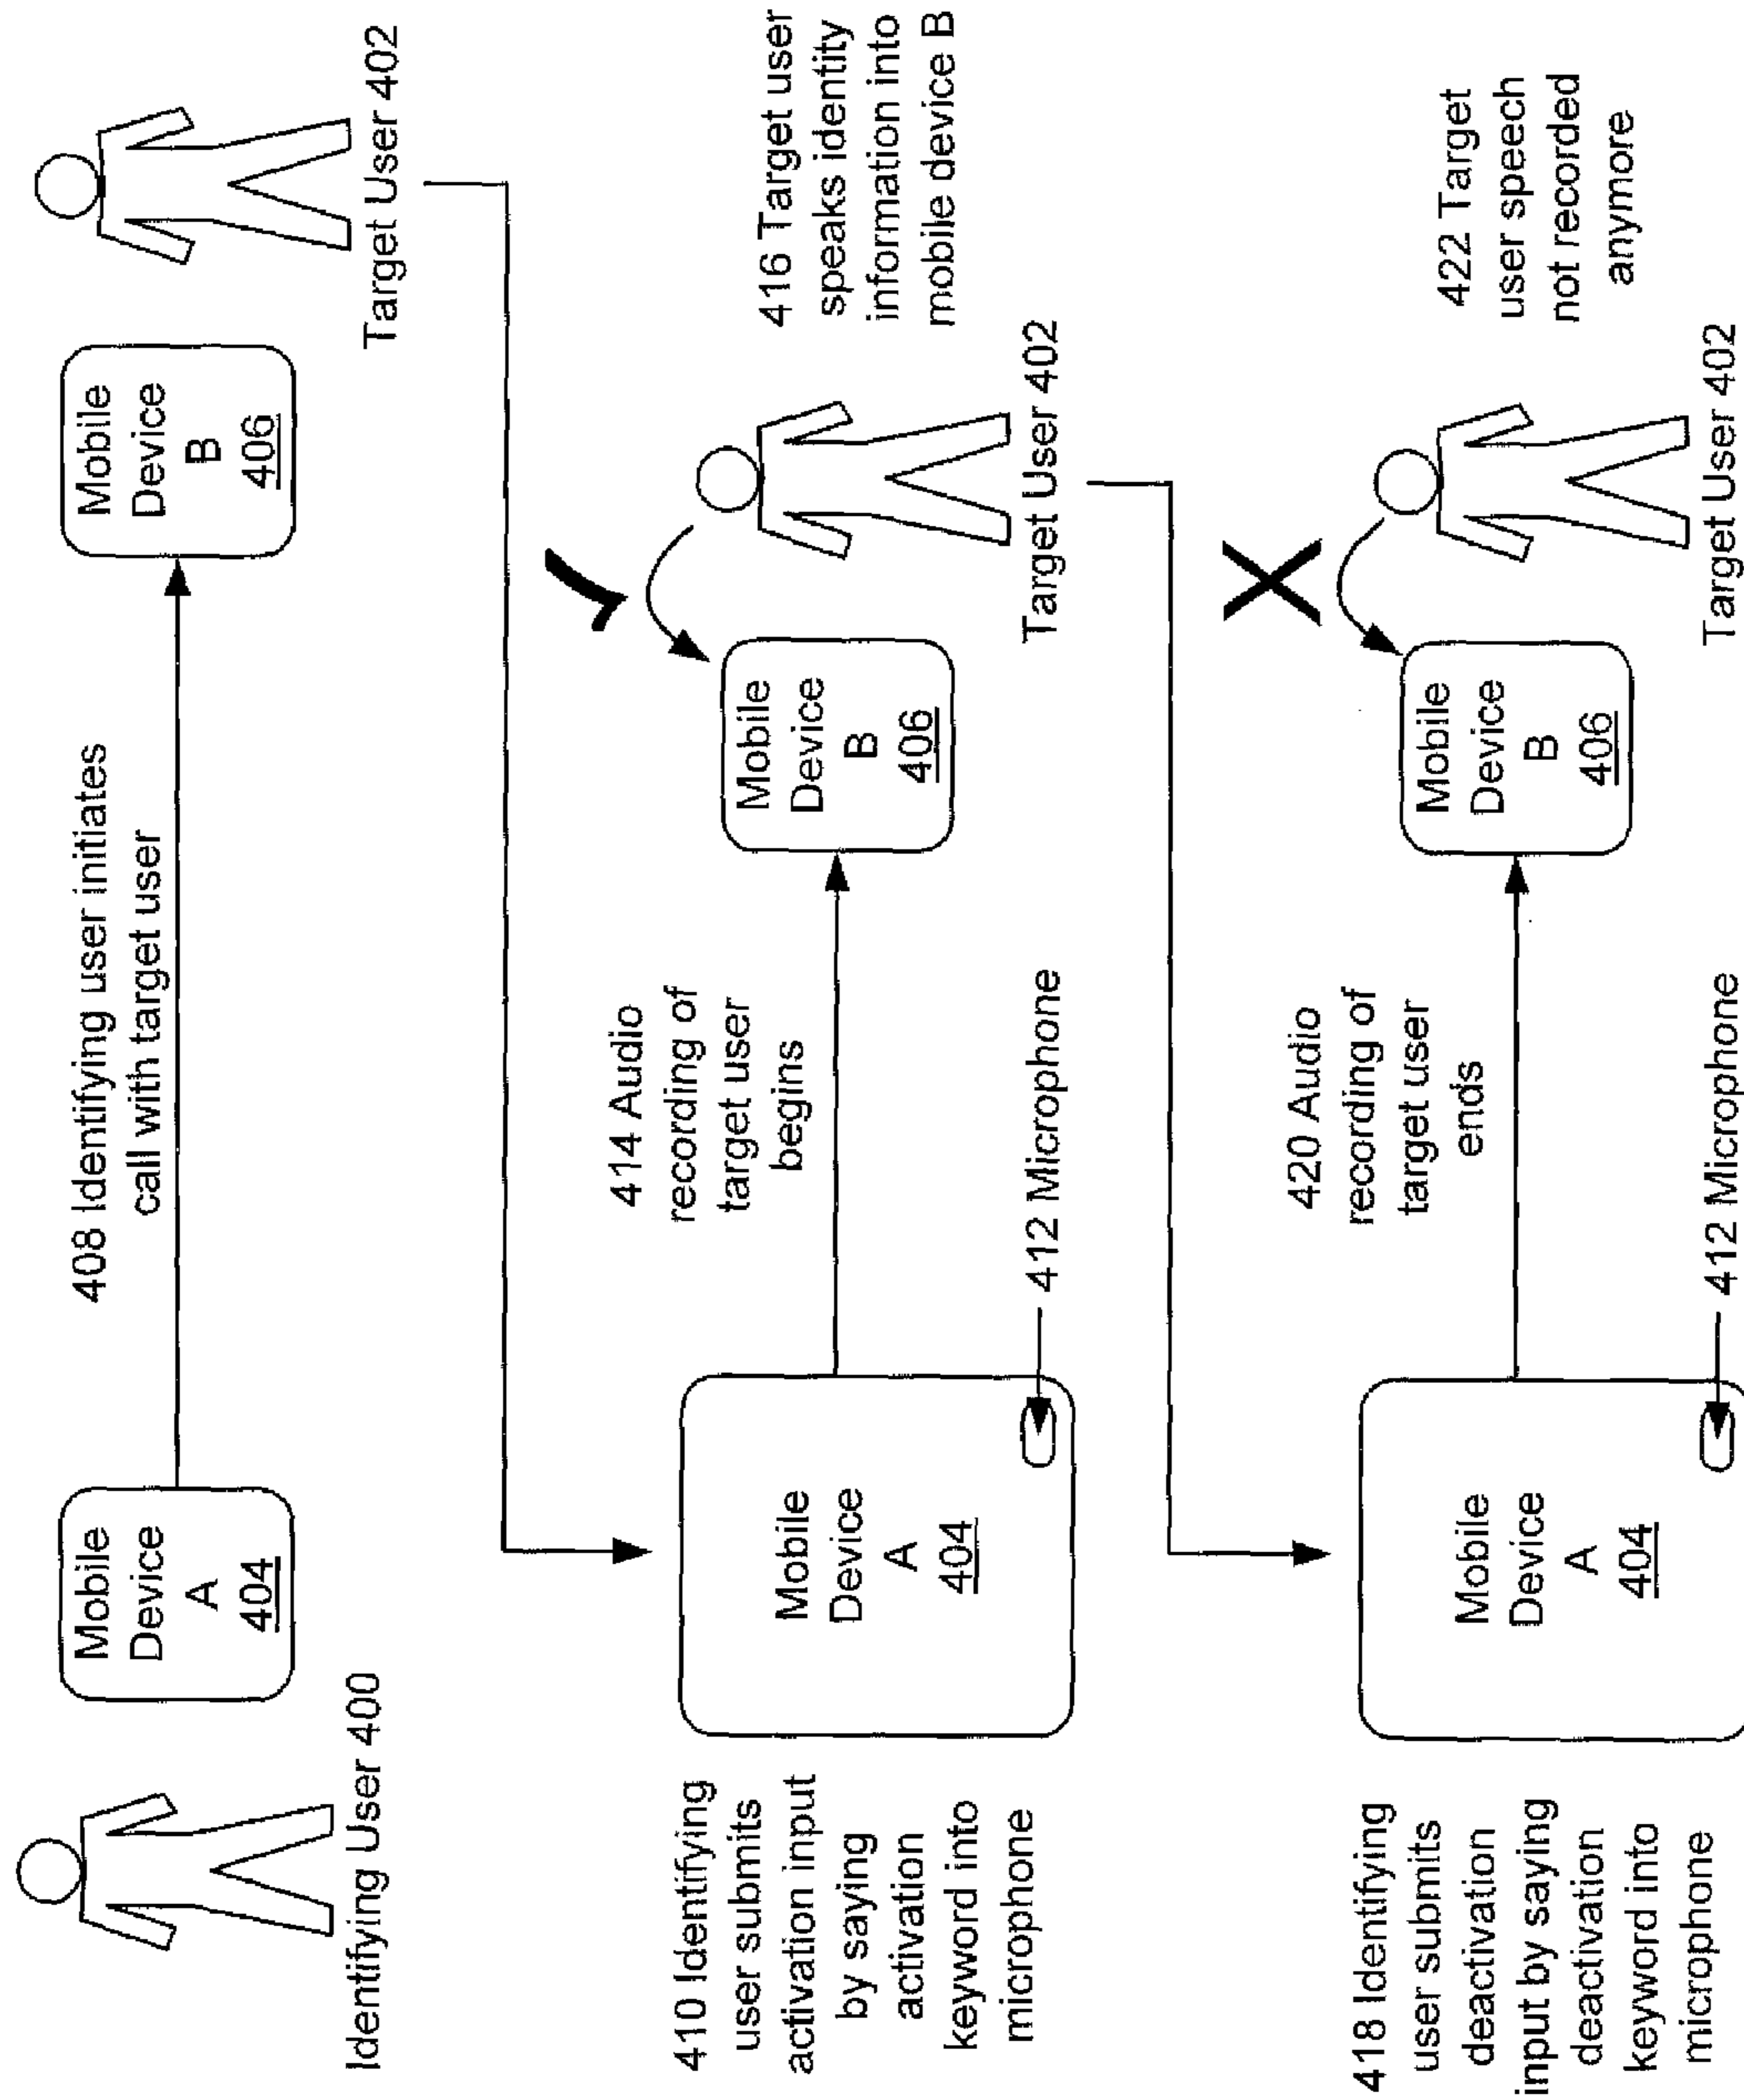 Identifying User 400
Mobile
Device
A
404
408 Identifying user initiates
call with target user
Mobile
Device
B
406
Target User 402
410 Identifying
user submits
activation input
by saying
activation
keyword into
microphone
Mobile
Device
A
404
412 Microphone
414 Audio
recording of
target user
begins
Mobile
Device
B
406
Target User 402
416 Target user
speaks identity
information into
mobile device B
418 Identifying
user submits
deactivation
input by saying
deactivation
keyword into
microphone
Mobile
Device
A
404
412 Microphone
420 Audio
recording of
target user
ends
Mobile
Device
B
406
Target User 402
422 Target
user speech
not recorded
anymore